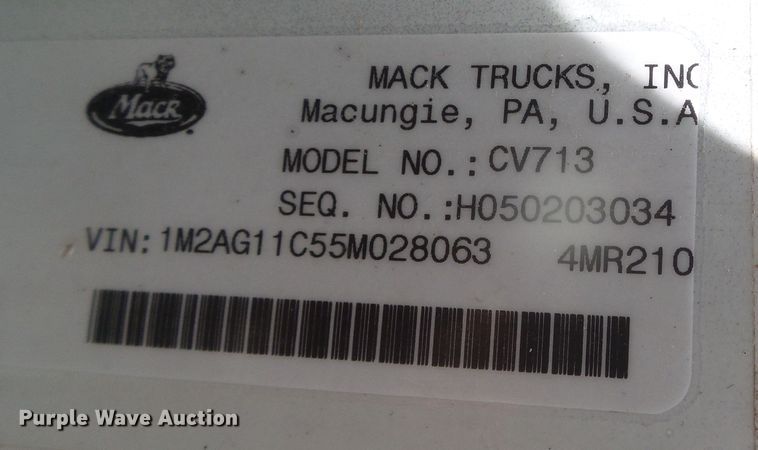 Mack
MACK TRUCKS, INC
Macungie, PA, U.S.A
MODEL NO.: CV713
SEQ. NO.:H050203034
VIN: 1M2AG11C55M028063 4MR210
Purple Wave Auction